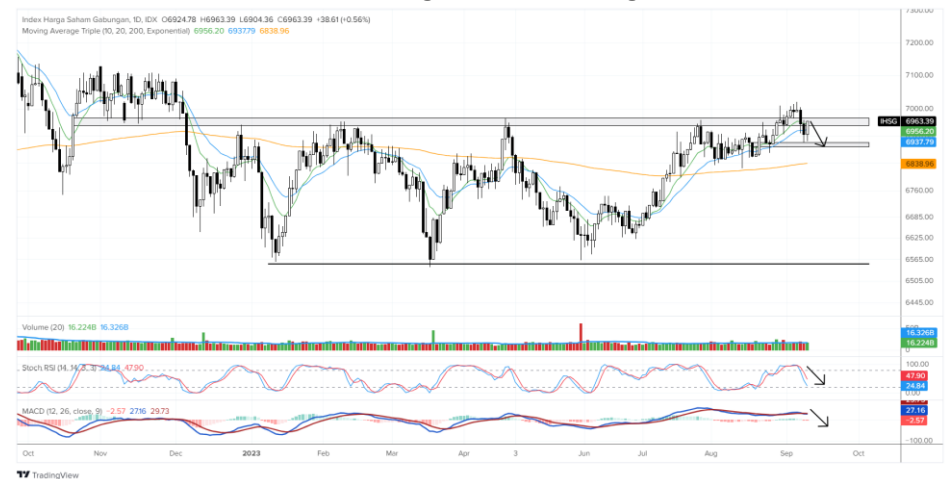 Index Harga Saham Gabungan, 1D, IDX O6924.78 H6963.39 L6904.36 C6963.39 +38.61 (+0.56%)
Moving Average Triple (10, 20, 200, Exponential) 6956.20 6937.79 6838.96
7300.00
7200.00
7100.00
7000.00
IHSG 6963.39
6956.20
6937.79
6838.96
6760.00
6685.00
6625.00
6565.00
6505.00
6445.00
Volume (20) 16.224B 16.326B
16.326B
16.224B
0
Stoch RSI (14, 14, 3, 3) 24.84 47.90
100.00
47.90
24.84
0.00
MACD (12, 26, close, 9) -2.57 27.16 29.73
27.16
-2.57
-100.00
Oct Nov Dec 2023 Feb Mar Apr 3 Jun Jul Aug Sep Oct
TradingView